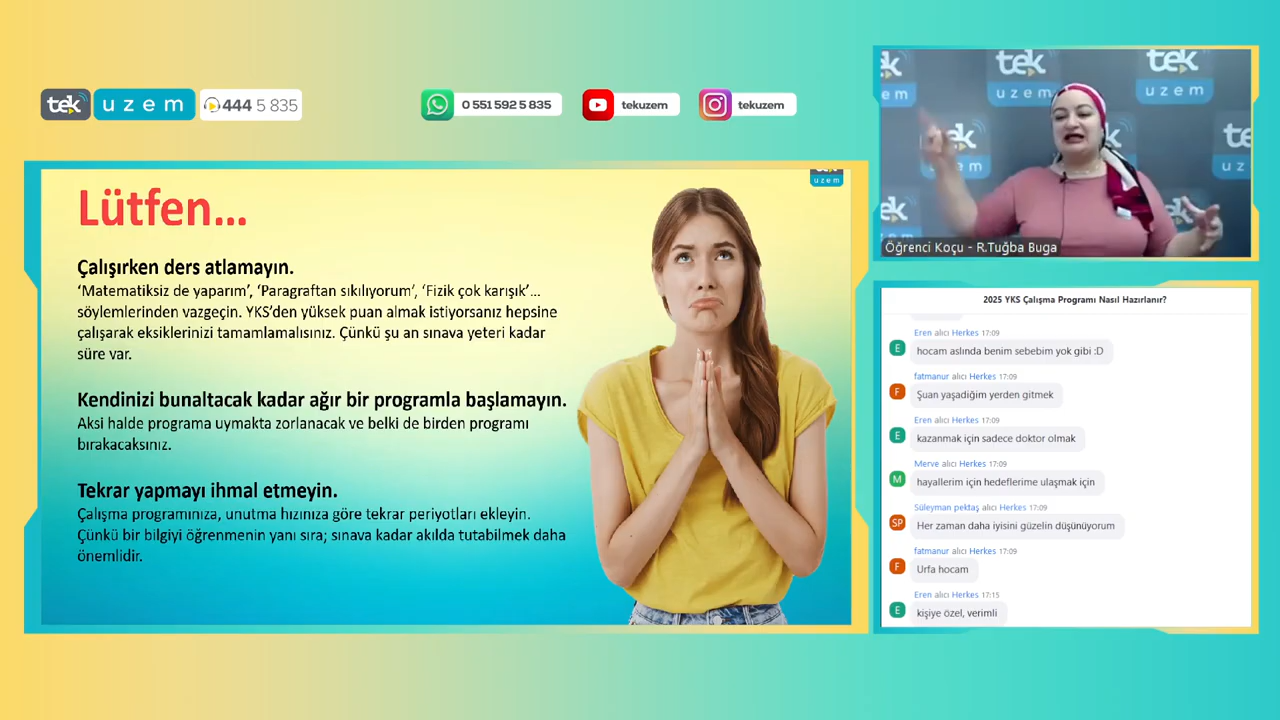 tek uzem 444 5 835
0 551 592 5 835
tekuzem
tekuzem
uzem
Lütfen...
Çalışırken ders atlamayın.
'Matematiksiz de yaparım', 'Paragraftan sıkılıyorum', 'Fizik çok karışık'...
söylemlerinden vazgeçin. YKS'den yüksek puan almak istiyorsanız hepsine
çalışarak eksiklerinizi tamamlamalısınız. Çünkü şu an sınava yeteri kadar
süre var.
Kendinizi bunaltacak kadar ağır bir programla başlamayın.
Aksi halde programa uymakta zorlanacak ve belki de birden programı
bırakacaksınız.
Tekrar yapmayı ihmal etmeyin.
Çalışma programınıza, unutma hızınıza göre tekrar periyotları ekleyin.
Çünkü bir bilgiyi öğrenmenin yanı sıra; sınava kadar akılda tutabilmek daha
önemlidir.
tek uzem
tek uzem
Öğrenci Koçu - R.Tuğba Buga
2025 YKS Çalışma Programı Nasıl Hazırlanır?
Eren alıcı Herkes 17:09
E hocam aslında benim sebebim yok gibi :D
fatmanur alıcı Herkes 17:09
F Şuan yaşadiğim yerden gitmek
Eren alıcı Herkes 17:09
E kazanmak için sadece doktor olmak
Merve alıcı Herkes 17:09
M hayallerim için hedeflerime ulaşmak için
Süleyman pektaş alıcı Herkes 17:09
SP Her zaman daha iyisini güzelin düşünüyorum
fatmanur alıcı Herkes 17:09
F Urfa hocam
Eren alıcı Herkes 17:15
E kişiye özel, verimli